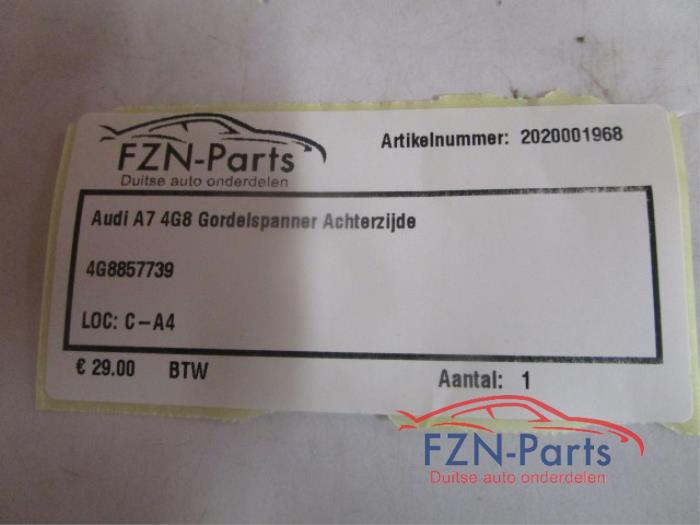 FZN-Parts
Duitse auto onderdelen
Artikelnummer: 2020001968
Audi A7 4G8 Gordelspanner Achterzijde
4G8857739
LOC: C-A4
€ 29.00 BTW
Aantal: 1
FZN-Parts
Duitse auto onderdelen